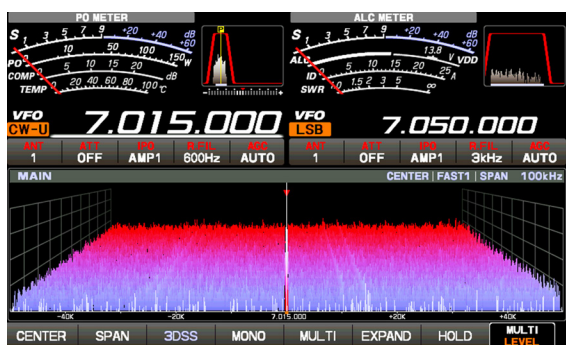 PO METER ALC METER
S 1 3 5 7 9 +20 +40 +60 dB S 1 3 5 7 9 +20 +40 +60 dB
PO 10 50 100 150 W ALC 13.8 V VDD
COMP 5 10 15 20 dB ID 5 10 15 20 25 A
TEMP 20 40 60 80 100 °C SWR 1.5 2 3 5 ∞
VFO 7.015.000 VFO 7.050.00
CW-U LSB
ANT ATT IPO R.FIL AGC ANT ATT IPO R.FIL AGC
1 OFF AMP1 600Hz AUTO 1 OFF AMP1 3kHz AUTO
MAIN CENTER | FAST1 | SPAN 100kHz
-40K -20K 7.015.000 +20K +40K
CENTER SPAN 3DSS MONO MULTI EXPAND HOLD MULTI
LEVEL